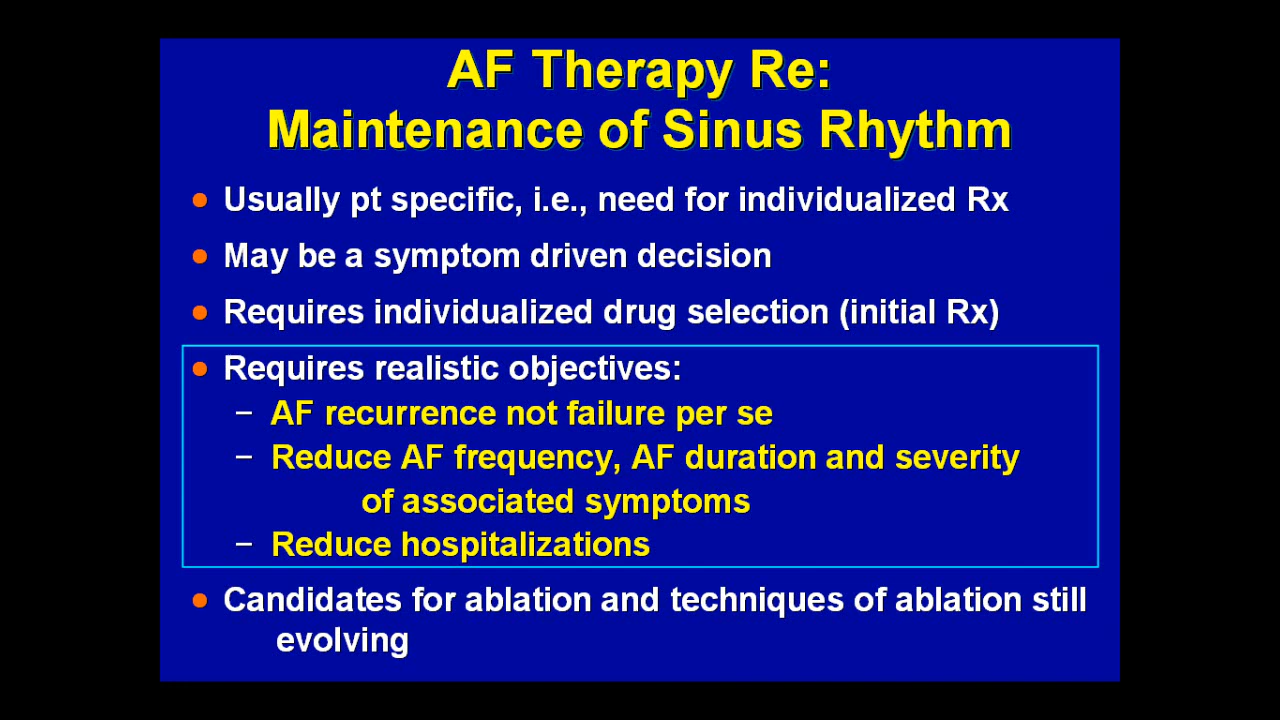 AF Therapy Re:
Maintenance of Sinus Rhythm
• Usually pt specific, i.e., need for individualized Rx
• May be a symptom driven decision
• Requires individualized drug selection (initial Rx)
• Requires realistic objectives:
– AF recurrence not failure per se
– Reduce AF frequency, AF duration and severity
of associated symptoms
– Reduce hospitalizations
• Candidates for ablation and techniques of ablation still
evolving